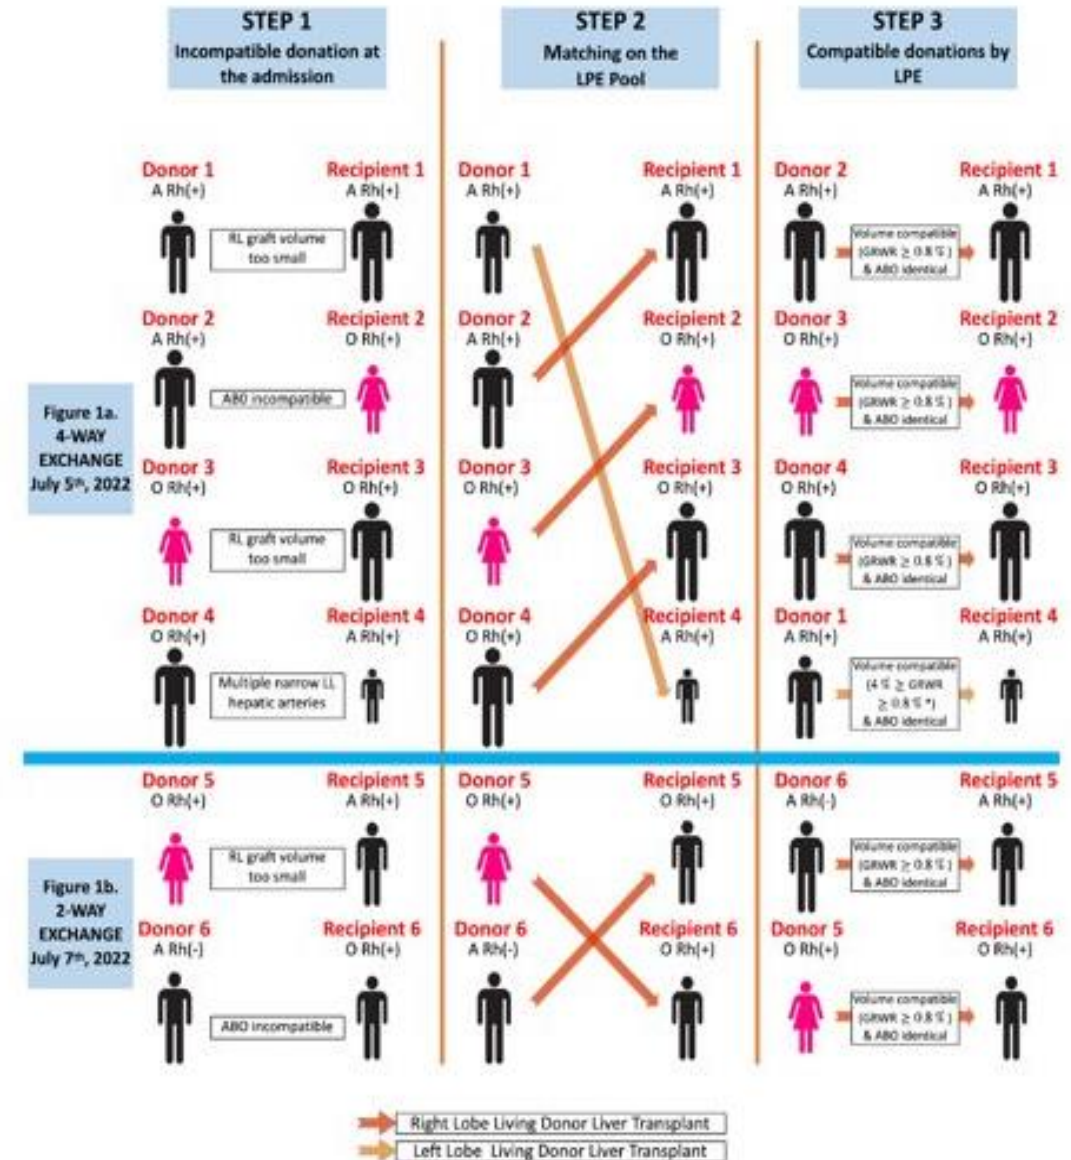 STEP 1
Incompatible donation at
the admission
STEP 2
Matching on the
LPE Pool
STEP 3
Compatible donations by
LPE
Figure 1a.
4-WAY
EXCHANGE
July 5th, 2022
Donor 1
A Rh(+)
RL graft volume
too small
Recipient 1
A Rh(+)
Donor 2
A Rh(+)
ABO incompatible
Recipient 2
O Rh(+)
Donor 3
O Rh(+)
RL graft volume
too small
Recipient 3
O Rh(+)
Donor 4
O Rh(+)
Multiple narrow LL
hepatic arteries
Recipient 4
A Rh(+)
Donor 1
A Rh(+)
Recipient 1
A Rh(+)
Donor 2
A Rh(+)
Recipient 2
O Rh(+)
Donor 3
O Rh(+)
Recipient 3
O Rh(+)
Donor 4
O Rh(+)
Recipient 4
A Rh(+)
Donor 2
A Rh(+)
Volume compatible
(GRWR ≥ 0.8 %)
& ABO identical
Recipient 1
A Rh(+)
Donor 3
O Rh(+)
Volume compatible
(GRWR ≥ 0.8 %)
& ABO identical
Recipient 2
O Rh(+)
Donor 4
O Rh(+)
Volume compatible
(GRWR ≥ 0.8 %)
& ABO identical
Recipient 3
O Rh(+)
Donor 1
A Rh(+)
Volume compatible
(4 % ≥ GRWR
≥ 0.8 % *)
& ABO identical
Recipient 4
A Rh(+)
Figure 1b.
2-WAY
EXCHANGE
July 7th, 2022
Donor 5
O Rh(+)
RL graft volume
too small
Recipient 5
A Rh(+)
Donor 6
A Rh(-)
ABO incompatible
Recipient 6
O Rh(+)
Donor 5
O Rh(+)
Recipient 5
O Rh(+)
Donor 6
A Rh(-)
Recipient 6
O Rh(+)
Donor 6
A Rh(-)
Volume compatible
(GRWR ≥ 0.8 %)
& ABO identical
Recipient 5
A Rh(+)
Donor 5
O Rh(+)
Volume compatible
(GRWR ≥ 0.8 %)
& ABO identical
Recipient 6
O Rh(+)
Right Lobe Living Donor Liver Transplant
Left Lobe Living Donor Liver Transplant